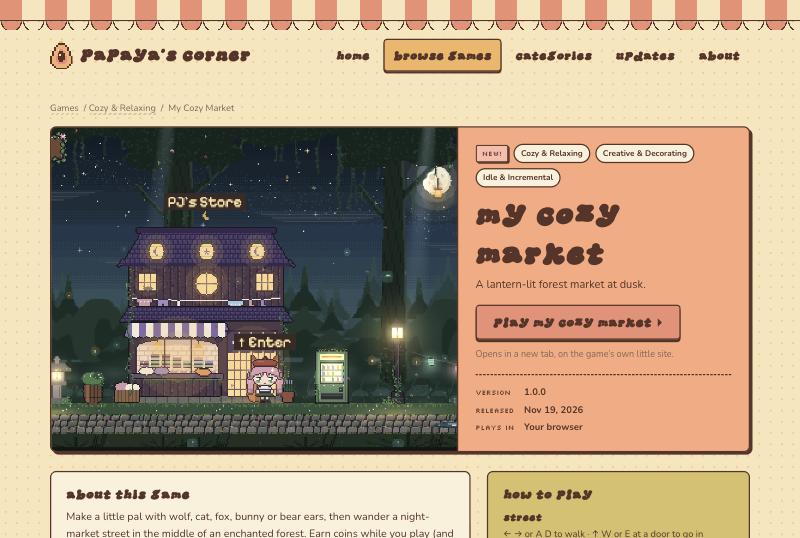 papaya's corner
home browse games categories updates about
Games / Cozy & Relaxing / My Cozy Market
PJ's Store
↑ Enter
NEW! Cozy & Relaxing Creative & Decorating
Idle & Incremental
my cozy
market
A lantern-lit forest market at dusk.
Play my cozy market
Opens in a new tab, on the game's own little site.
VERSION 1.0.0
RELEASED Nov 19, 2026
PLAYS IN Your browser
about this game
Make a little pal with wolf, cat, fox, bunny or bear ears, then wander a night-
market street in the middle of an enchanted forest. Earn coins while you play (and
how to play
street
← → or A D to walk · ↑ W or E at a door to go in